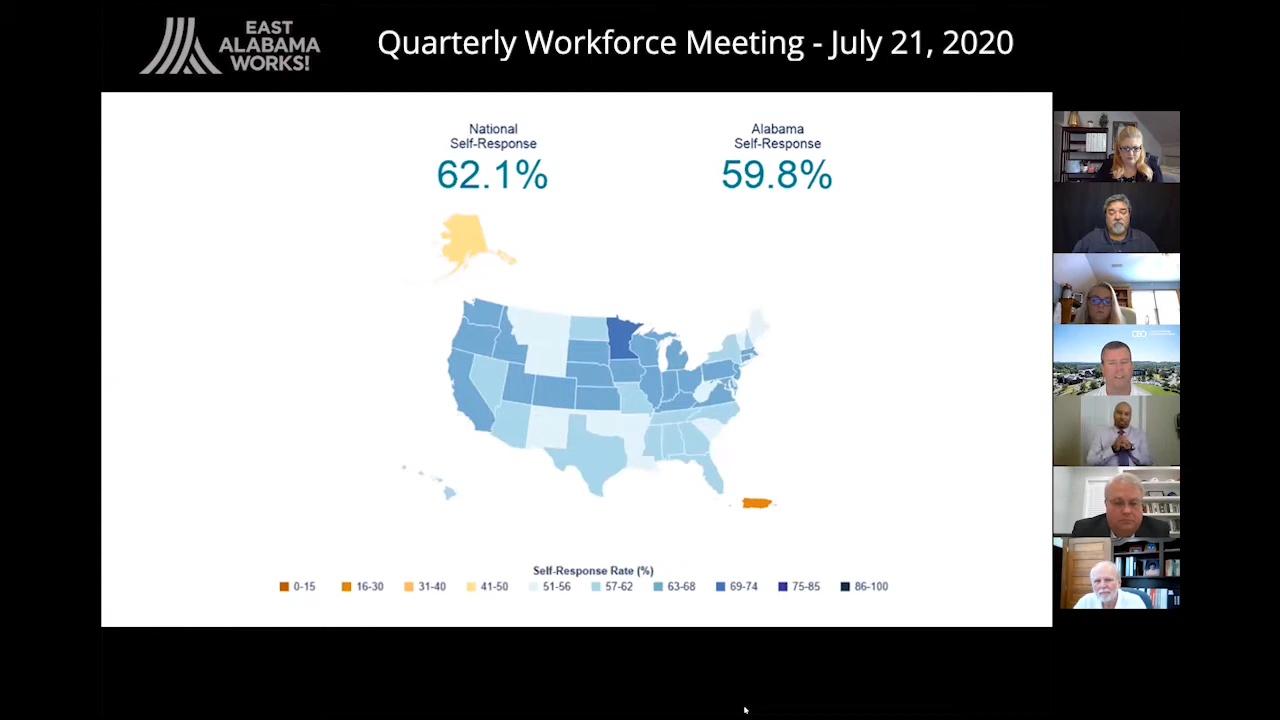 EAST
ALABAMA
WORKS!
Quarterly Workforce Meeting - July 21, 2020
National
Self-Response
62.1%
Alabama
Self-Response
59.8%
CEO
Self-Response Rate (%)
0-15 16-30 31-40 41-50 51-56 57-62 63-68 69-74 75-85 86-100